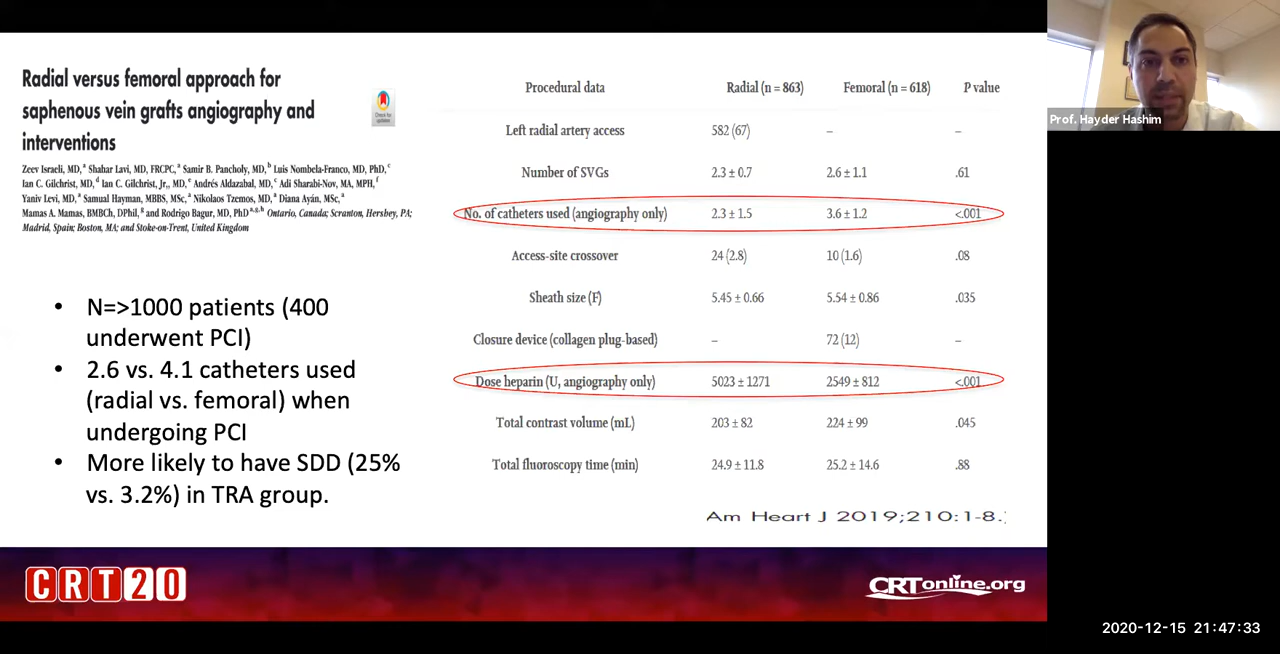 Radial versus femoral approach for
saphenous vein grafts angiography and
interventions
Check for
updates
Zeev Israeli, MD,ᵃ Shahar Lavi, MD, FRCPC,ᵃ Samir B. Pancholy, MD,ᵇ Luis Nombela-Franco, MD, PhD,ᶜ
Ian C. Gilchrist, MD,ᵈ Ian C. Gilchrist, Jr., MD,ᵉ Andrés Aldazabal, MD,ᶜ Adi Sharabi-Nov, MA, MPH,ᶠ
Yaniv Levi, MD,ᵃ Samual Hayman, MBBS, MSc,ᵃ Nikolaos Tzemos, MD,ᵃ Diana Ayán, MSc,ᵃ
Mamas A. Mamas, BMBCh, DPhil,ᵍ and Rodrigo Bagur, MD, PhDᵃ,ᵍ,ʰ Ontario, Canada; Scranton, Hershey, PA;
Madrid, Spain; Boston, MA; and Stoke-on-Trent, United Kingdom
• N=>1000 patients (400
underwent PCI)
• 2.6 vs. 4.1 catheters used
(radial vs. femoral) when
undergoing PCI
• More likely to have SDD (25%
vs. 3.2%) in TRA group.
Procedural data Radial (n = 863) Femoral (n = 618) P value
Left radial artery access 582 (67) – –
Number of SVGs 2.3 ± 0.7 2.6 ± 1.1 .61
No. of catheters used (angiography only) 2.3 ± 1.5 3.6 ± 1.2 <.001
Access-site crossover 24 (2.8) 10 (1.6) .08
Sheath size (F) 5.45 ± 0.66 5.54 ± 0.86 .035
Closure device (collagen plug-based) – 72 (12) –
Dose heparin (U, angiography only) 5023 ± 1271 2549 ± 812 <.001
Total contrast volume (mL) 203 ± 82 224 ± 99 .045
Total fluoroscopy time (min) 24.9 ± 11.8 25.2 ± 14.6 .88
Am Heart J 2019;210:1-8.
CRT20
CRTonline.org
Prof. Hayder Hashim
2020-12-15 21:47:33